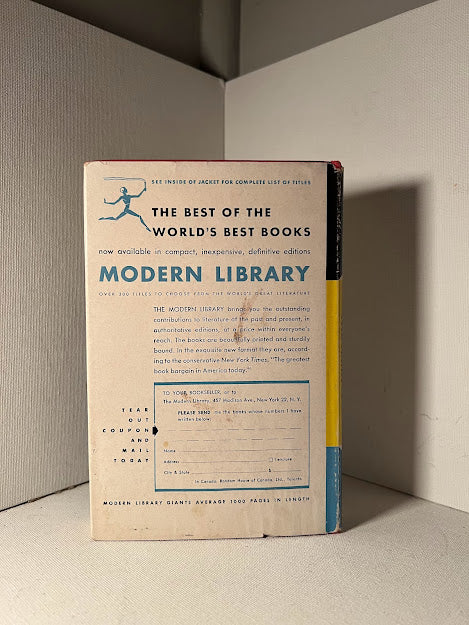 SEE INSIDE OF JACKET FOR COMPLETE LIST OF TITLES
THE BEST OF THE
WORLD'S BEST BOOKS
now available in compact, inexpensive, definitive editions
MODERN LIBRARY
OVER 300 TITLES TO CHOOSE FROM THE WORLD'S GREAT LITERATURE
THE MODERN LIBRARY brings you the outstanding
contributions to literature of the past and present, in
authoritative editions, at a price within everyone's
reach. The books are beautifully printed and sturdily
bound. In the exquisite new format they are, accord-
ing to the conservative New York Times, "The greatest
book bargain in America today."
TO YOUR BOOKSELLER, or to
The Modern Library, 457 Madison Ave., New York 22, N. Y.
PLEASE SEND me the books whose numbers I have
written below:
TEAR
OUT
COUPON
AND
MAIL
TODAY
Name
Address
City & State $
In Canada: Random House of Canada, Ltd., Toronto
MODERN LIBRARY GIANTS AVERAGE 1000 PAGES IN LENGTH